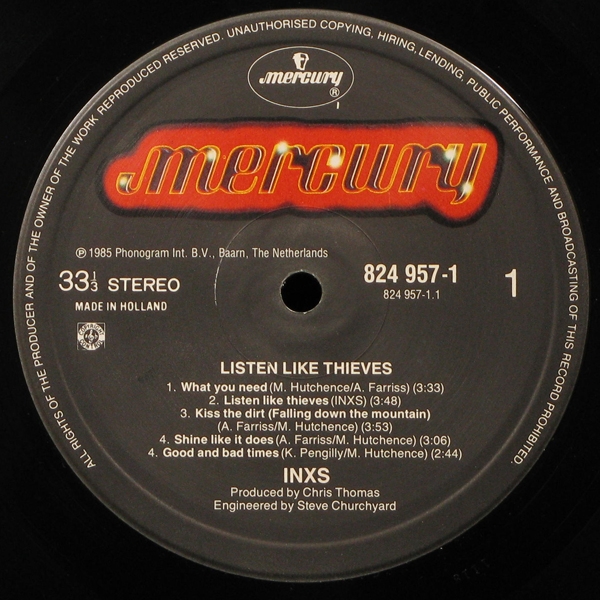 ALL RIGHTS OF THE PRODUCER AND OF THE OWNER OF THE WORK REPRODUCED RESERVED. UNAUTHORISED COPYING, HIRING, LENDING, PUBLIC PERFORMANCE AND BROADCASTING OF THIS RECORD PROHIBITED.
mercury
®
mercury
℗ 1985 Phonogram Int. B.V., Baarn, The Netherlands
33 1/3 STEREO
824 957-1
1
MADE IN HOLLAND
824 957-1.1
LISTEN LIKE THIEVES
1. What you need (M. Hutchence/A. Farriss) (3:33)
2. Listen like thieves (INXS) (3:48)
3. Kiss the dirt (Falling down the mountain)
(A. Farriss/M. Hutchence) (3:53)
4. Shine like it does (A. Farriss/M. Hutchence) (3:06)
4. Good and bad times (K. Pengilly/M. Hutchence) (2:44)
INXS
Produced by Chris Thomas
Engineered by Steve Churchyard